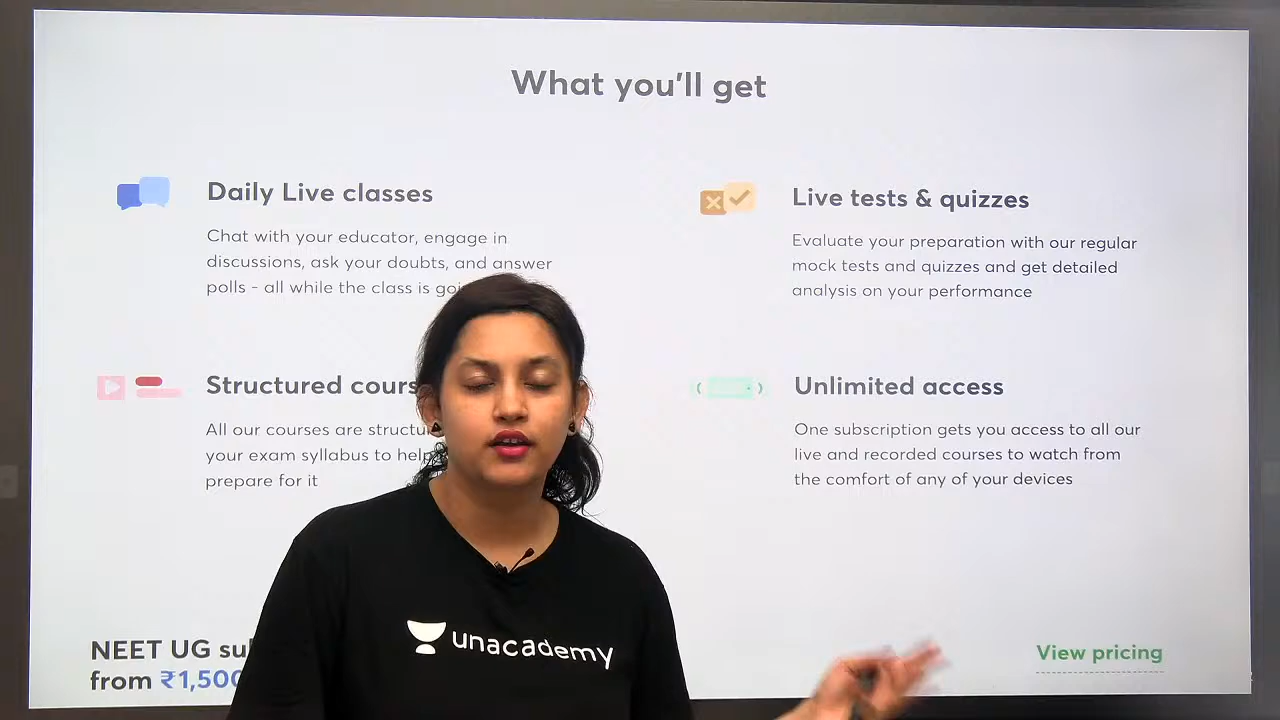 What you'll get
Daily Live classes
Chat with your educator, engage in
discussions, ask your doubts, and answer
polls - all while the class is
Live tests & quizzes
Evaluate your preparation with our regular
mock tests and quizzes and get detailed
analysis on your performance
Structured
All our courses are
your exam syllabus to
prepare for it
Unlimited access
One subscription gets you access to all our
live and recorded courses to watch from
the comfort of any of your devices
unacademy
NEET UG
from ₹1,500
View pricing